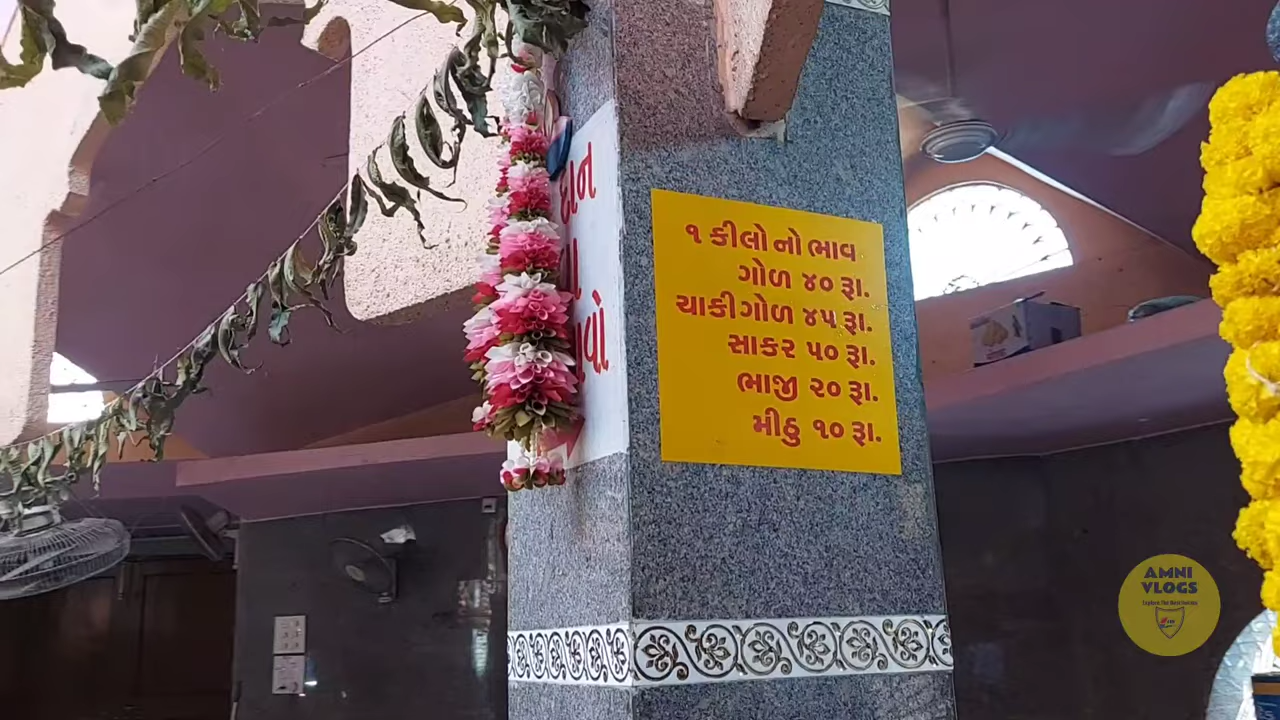 દાન
૧ કીલો નો ભાવ
ગોળ ૪૦ રૂા.
ચાકીગોળ ૪૫ રૂા.
સાકર ૫૦ રૂા.
ભાજી ૨૦ રૂા.
મીઠુ ૧૦ રૂા.
AMNI
VLOGS